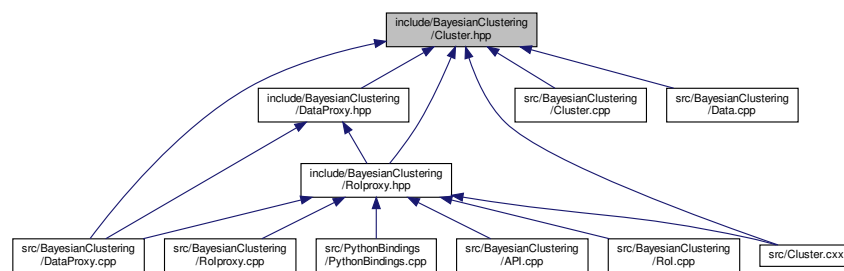 include/BayesianClustering
/Cluster.hpp
include/BayesianClustering
/DataProxy.hpp
src/BayesianClustering
/Cluster.cpp
src/BayesianClustering
/Data.cpp
include/BayesianClustering
/RoIproxy.hpp
src/BayesianClustering
/DataProxy.cpp
src/BayesianClustering
/RoIproxy.cpp
src/PythonBindings
/PythonBindings.cpp
src/BayesianClustering
/API.cpp
src/BayesianClustering
/RoI.cpp
src/Cluster.cxx